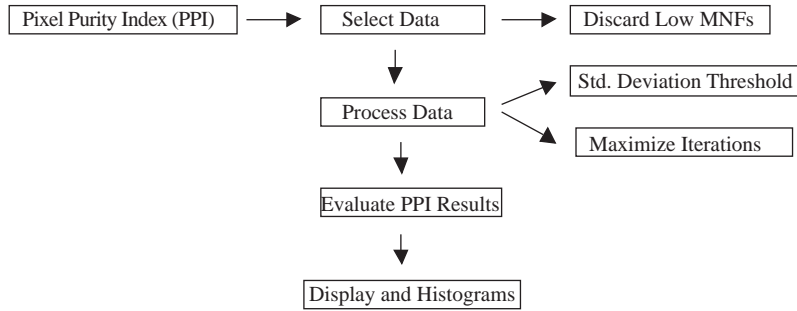 Pixel Purity Index (PPI)
Select Data
Discard Low MNFs
Std. Deviation Threshold
Process Data
Maximize Iterations
Evaluate PPI Results
Display and Histograms